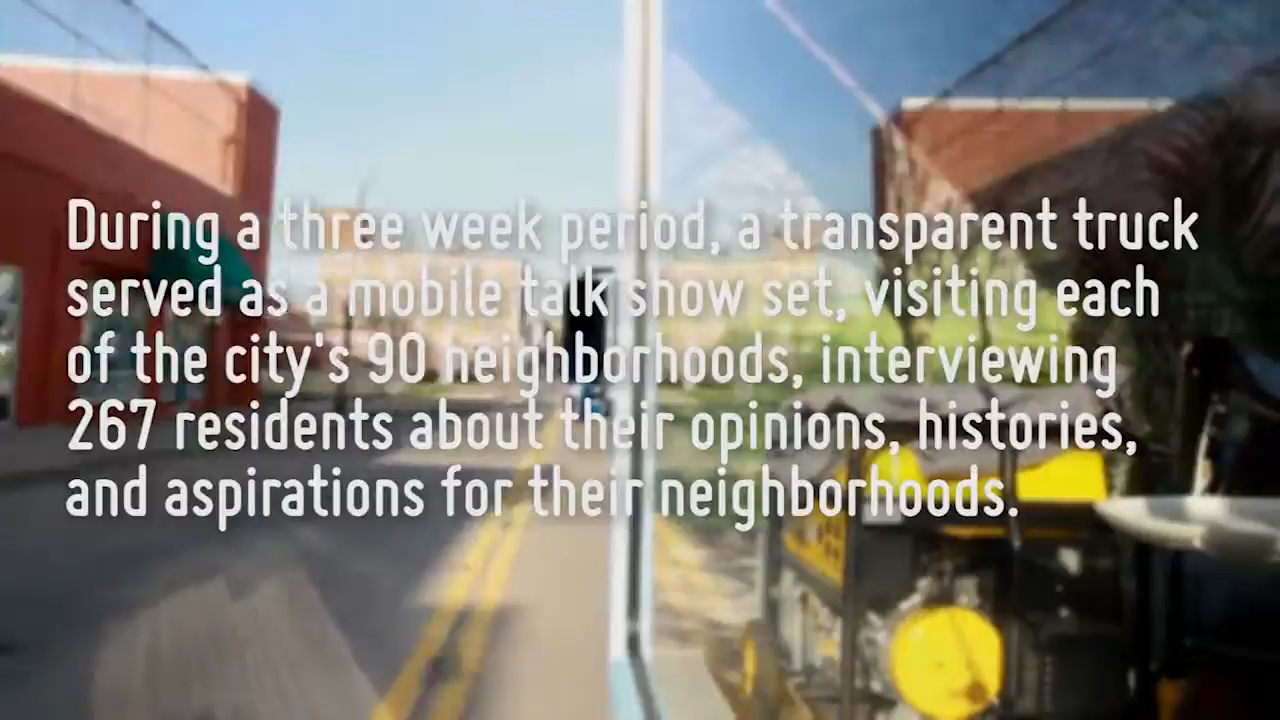 During a three week period, a transparent truck
served as a mobile talk show set, visiting each
of the city's 90 neighborhoods, interviewing
267 residents about their opinions, histories,
and aspirations for their neighborhoods.